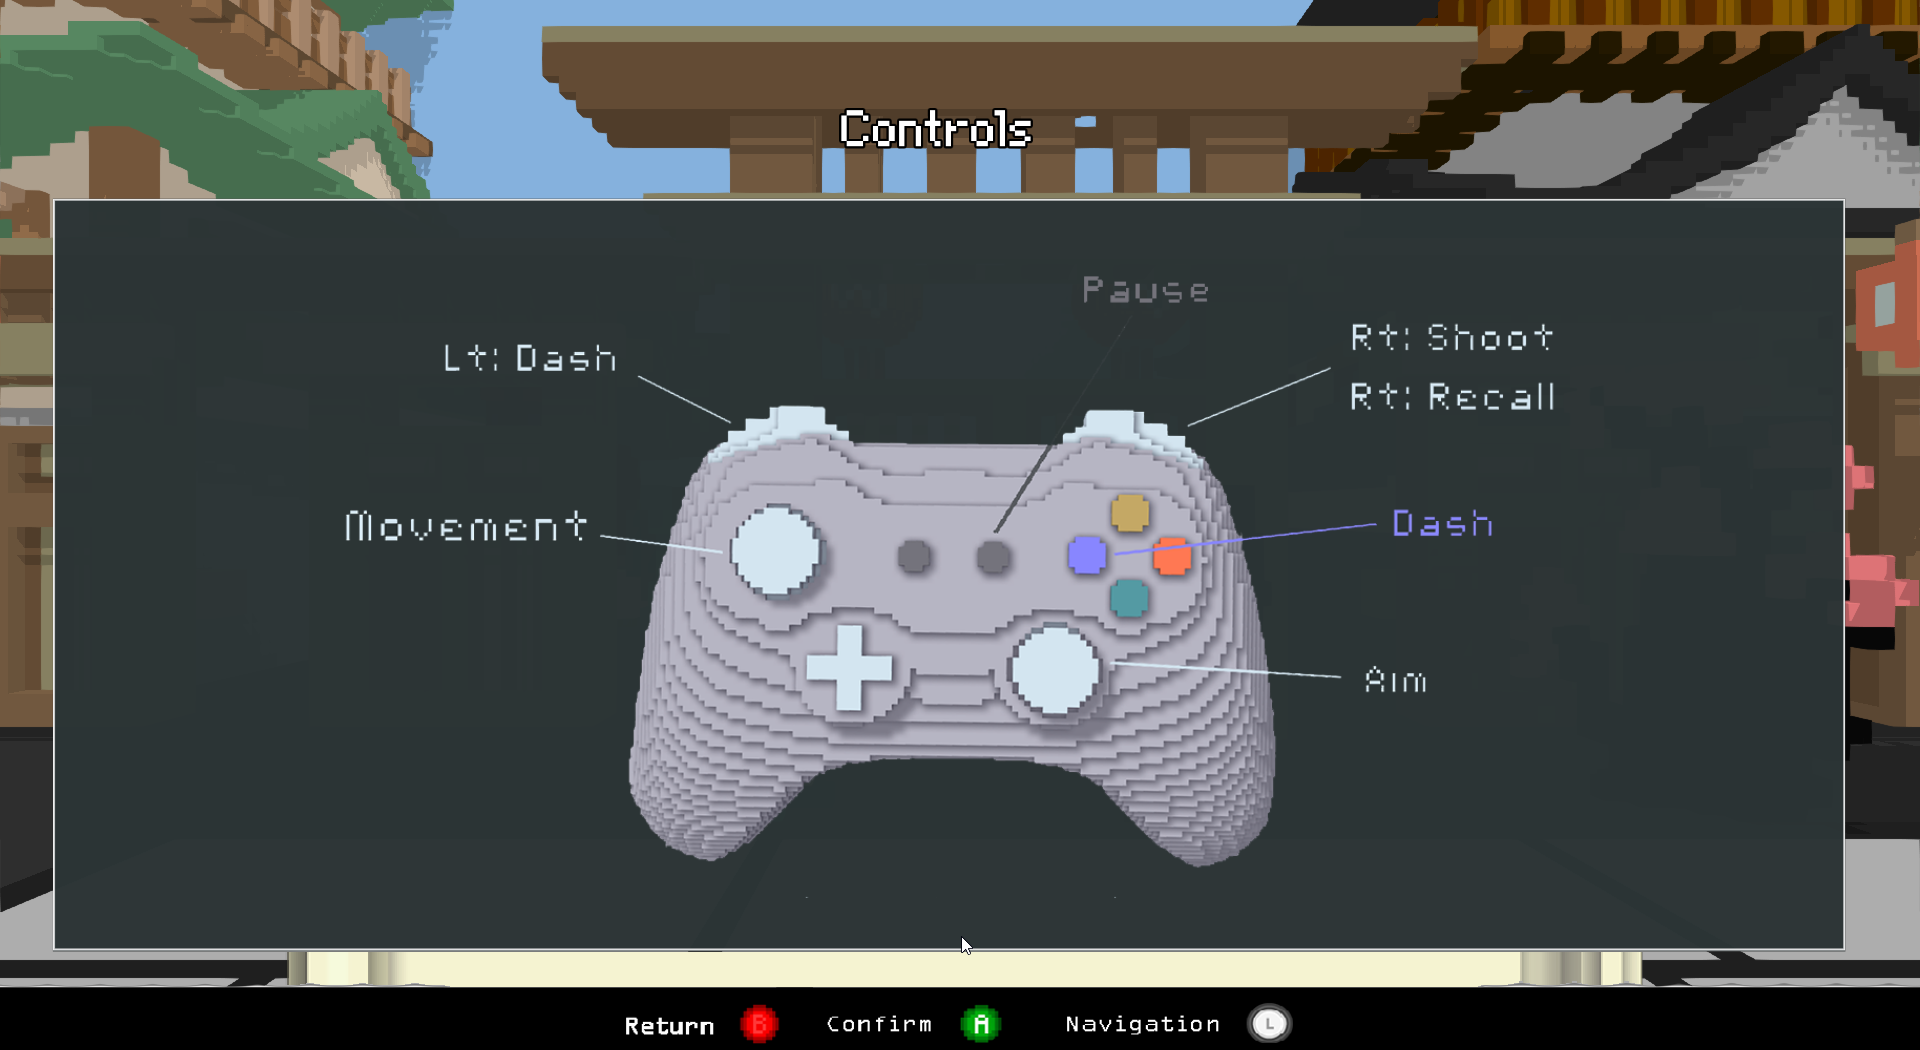 Controls
Pause
Lt: Dash
Rt: Shoot
Rt: Recall
Movement
Dash
Aim
Return B Confirm A Navigation L